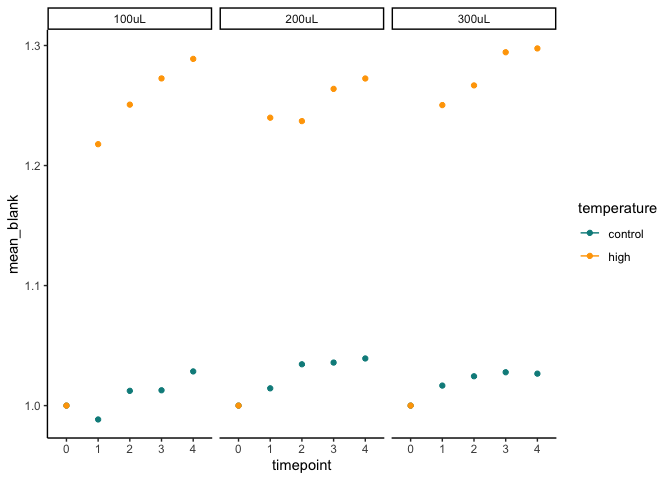 100uL 200uL 300uL
1.3
1.2
1.1
1.0
mean_blank
0 1 2 3 4 0 1 2 3 4 0 1 2 3 4
timepoint
temperature
control
high